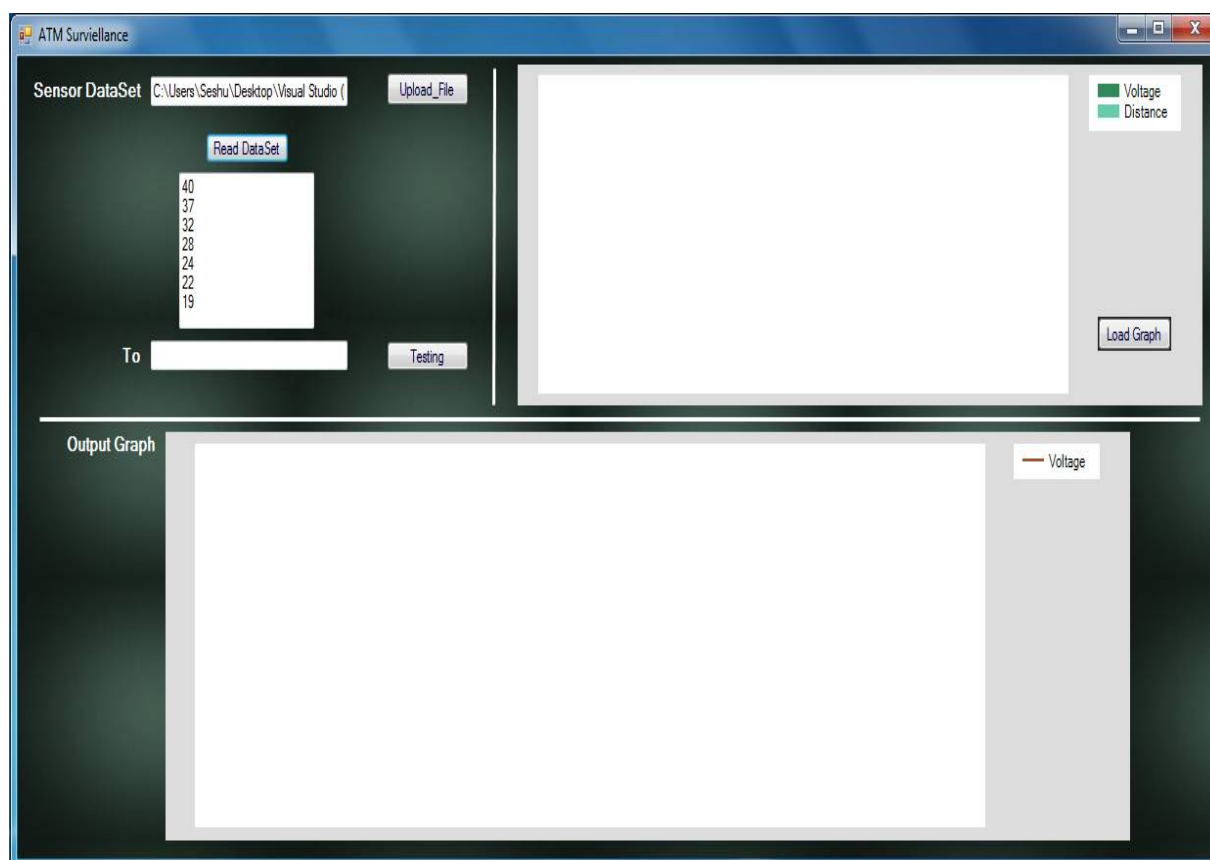 ATM Surviellance
Sensor DataSet C:\Users\Seshu\Desktop\Visual Studio ( Upload_File
Read DataSet
40
37
32
28
24
22
19
To Testing
Voltage
Distance
Load Graph
Output Graph
Voltage